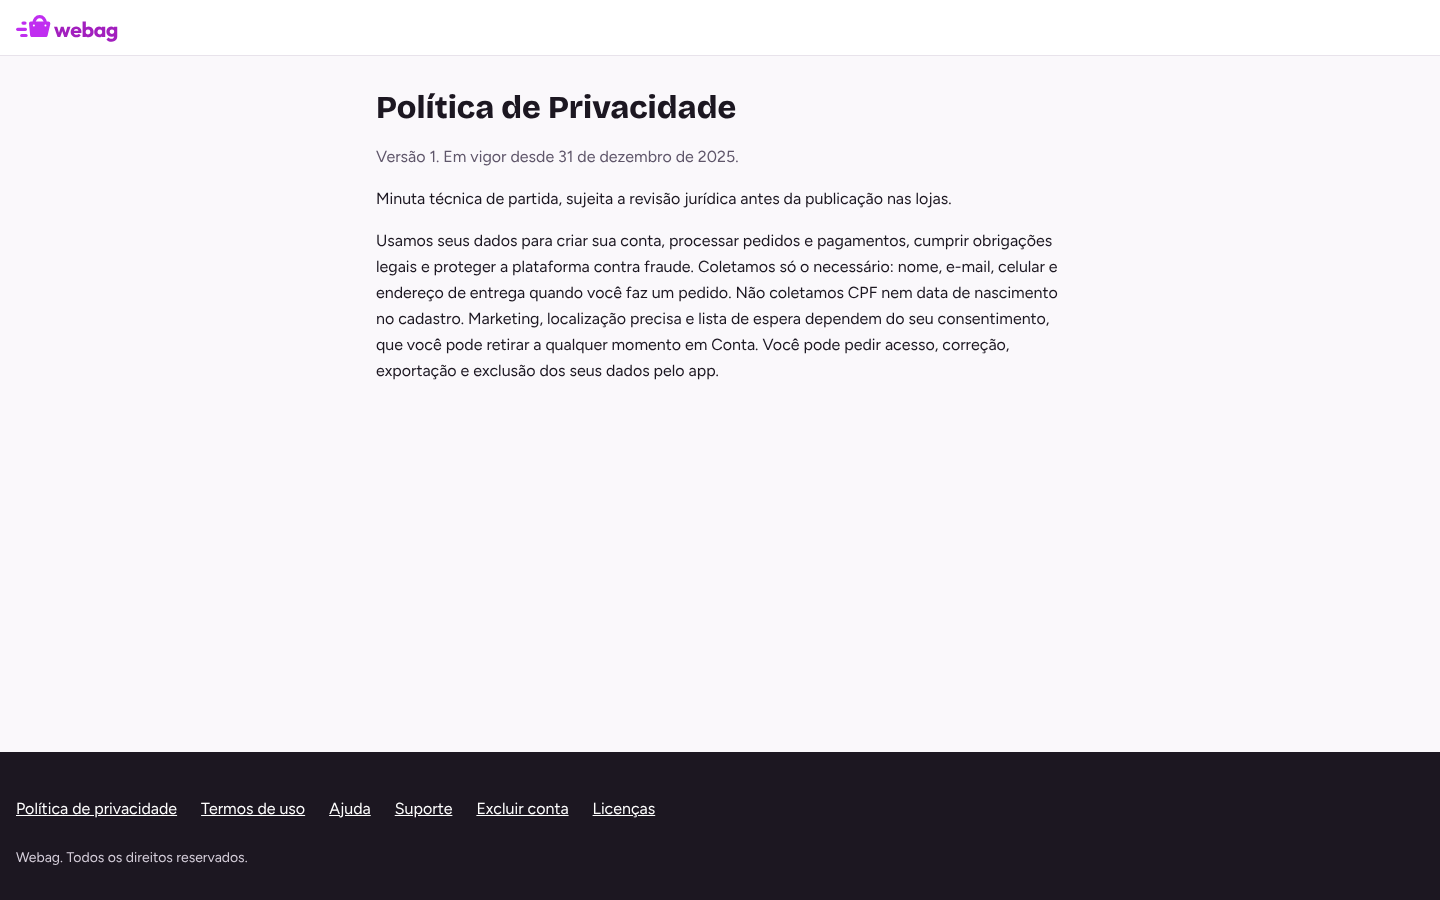 webag
Política de Privacidade
Versão 1. Em vigor desde 31 de dezembro de 2025.
Minuta técnica de partida, sujeita a revisão jurídica antes da publicação nas lojas.
Usamos seus dados para criar sua conta, processar pedidos e pagamentos, cumprir obrigações
legais e proteger a plataforma contra fraude. Coletamos só o necessário: nome, e-mail, celular e
endereço de entrega quando você faz um pedido. Não coletamos CPF nem data de nascimento
no cadastro. Marketing, localização precisa e lista de espera dependem do seu consentimento,
que você pode retirar a qualquer momento em Conta. Você pode pedir acesso, correção,
exportação e exclusão dos seus dados pelo app.
Política de privacidade Termos de uso Ajuda Suporte Excluir conta Licenças
Webag. Todos os direitos reservados.